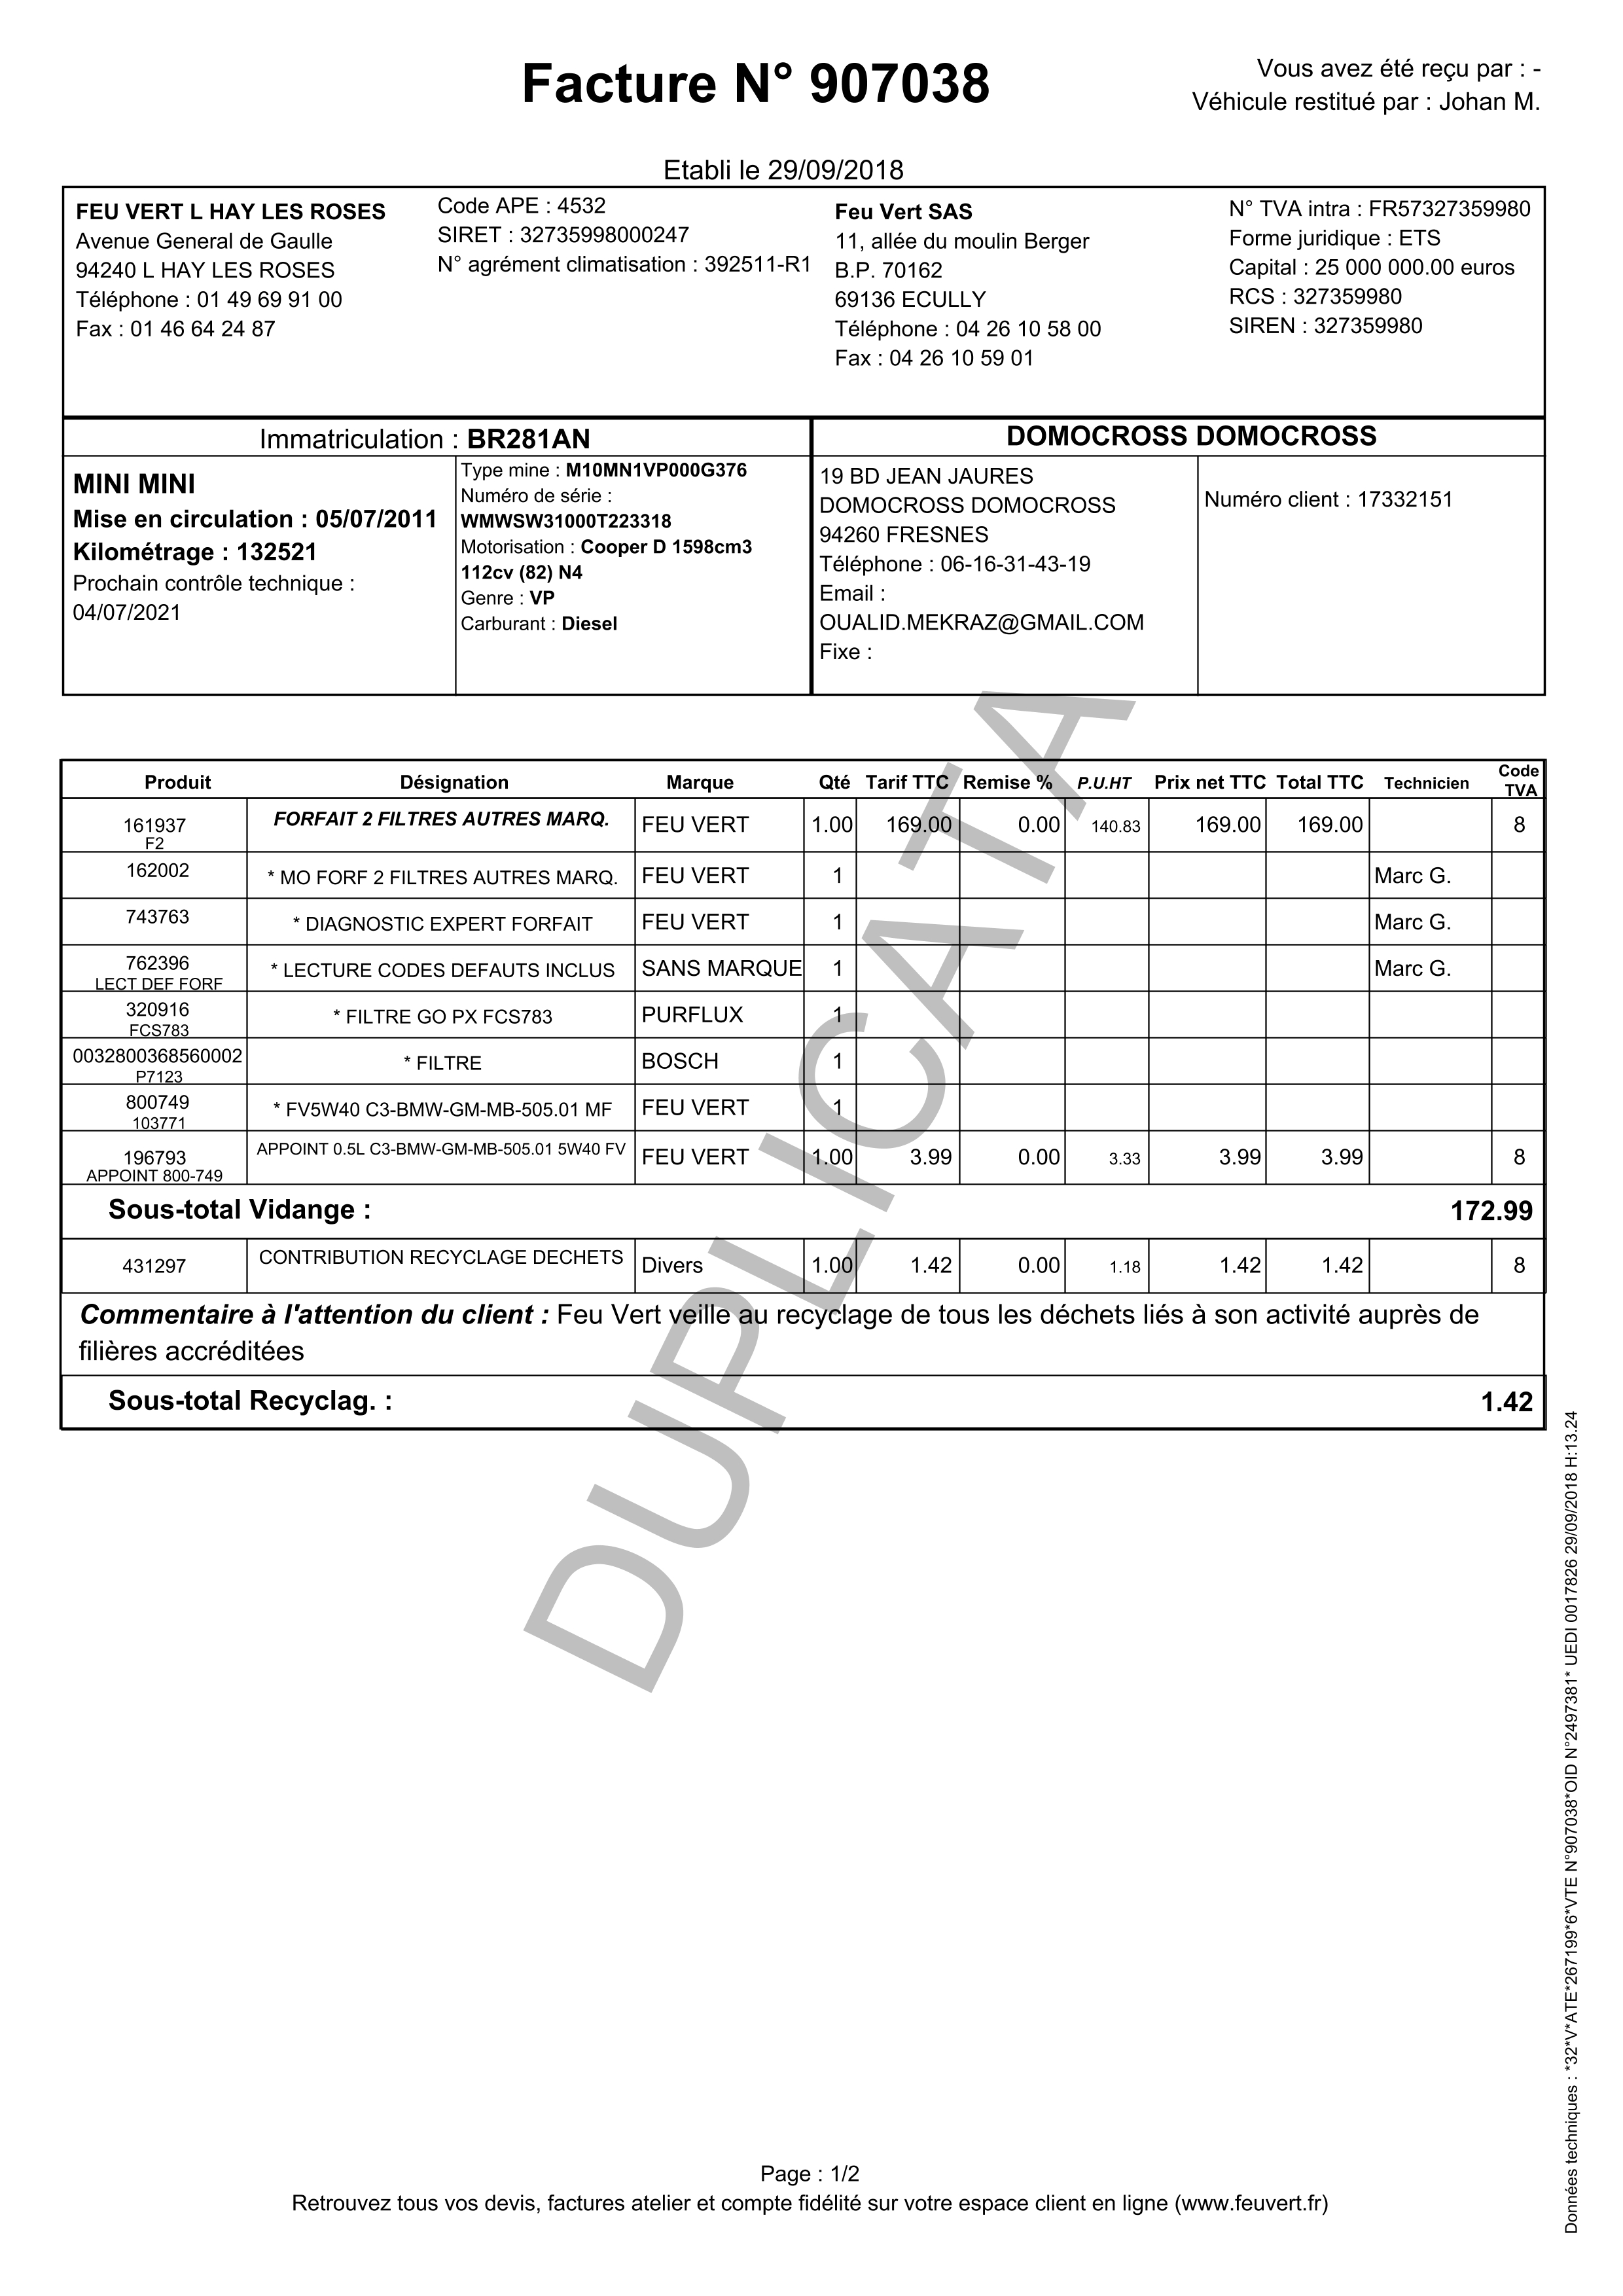 Facture N° 907038
Vous avez été reçu par : -
Véhicule restitué par : Johan M.
Etabli le 29/09/2018
FEU VERT L HAY LES ROSES
Avenue General de Gaulle
94240 L HAY LES ROSES
Téléphone : 01 49 69 91 00
Fax : 01 46 64 24 87
Code APE : 4532
SIRET : 32735998000247
N° agrément climatisation : 392511-R1
Feu Vert SAS
11, allée du moulin Berger
B.P. 70162
69136 ECULLY
Téléphone : 04 26 10 58 00
Fax : 04 26 10 59 01
N° TVA intra : FR57327359980
Forme juridique : ETS
Capital : 25 000 000.00 euros
RCS : 327359980
SIREN : 327359980
Immatriculation : BR281AN
MINI MINI
Mise en circulation : 05/07/2011
Kilométrage : 132521
Prochain contrôle technique :
04/07/2021
Type mine : M10MN1VP000G376
Numéro de série :
WMWSW31000T223318
Motorisation : Cooper D 1598cm3
112cv (82) N4
Genre : VP
Carburant : Diesel
DOMOCROSS DOMOCROSS
19 BD JEAN JAURES
DOMOCROSS DOMOCROSS
94260 FRESNES
Téléphone : 06-16-31-43-19
Email :
OUALID.MEKRAZ@GMAIL.COM
Fixe :
Numéro client : 17332151
Produit Désignation Marque Qté Tarif TTC Remise % P.U.HT Prix net TTC Total TTC Technicien Code TVA
161937 FORFAIT 2 FILTRES AUTRES MARQ. FEU VERT 1.00 169.00 0.00 140.83 169.00 169.00 8
F2
162002 * MO FORF 2 FILTRES AUTRES MARQ. FEU VERT 1 Marc G.
743763 * DIAGNOSTIC EXPERT FORFAIT FEU VERT 1 Marc G.
762396 * LECTURE CODES DEFAUTS INCLUS SANS MARQUE 1 Marc G.
LECT DEF FORF
320916 * FILTRE GO PX FCS783 PURFLUX 1
FCS783
0032800368560002 * FILTRE BOSCH 1
P7123
800749 * FV5W40 C3-BMW-GM-MB-505.01 MF FEU VERT 1
103771
196793 APPOINT 0.5L C3-BMW-GM-MB-505.01 5W40 FV FEU VERT 1.00 3.99 0.00 3.33 3.99 3.99 8
APPOINT 800-749
Sous-total Vidange : 172.99
431297 CONTRIBUTION RECYCLAGE DECHETS Divers 1.00 1.42 0.00 1.18 1.42 1.42 8
Commentaire à l'attention du client : Feu Vert veille au recyclage de tous les déchets liés à son activité auprès de
filières accréditées
Sous-total Recyclag. : 1.42
DUPLICATA
Données techniques : *32*V*ATE*267199*6*VTE N°907038*OID N°2497381* UEDI 0017826 29/09/2018 H:13.24
Page : 1/2
Retrouvez tous vos devis, factures atelier et compte fidélité sur votre espace client en ligne (www.feuvert.fr)